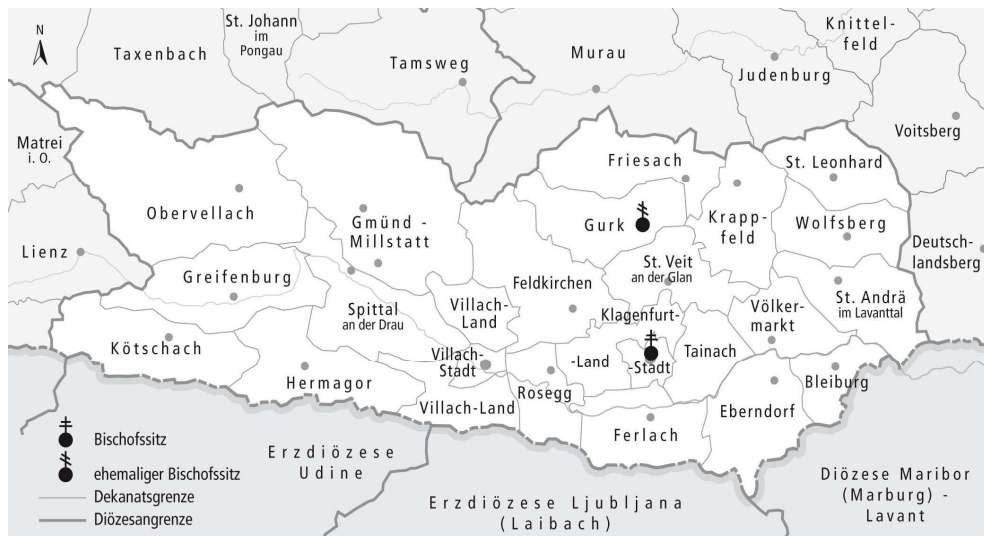 N
Taxenbach
St. Johann
im
Pongau
Tamsweg
Murau
Knittel-
feld
Judenburg
Voitsberg
Matrei
i. O.
Friesach
St. Leonhard
Obervellach
Gmünd -
Millstatt
Gurk
Krapp-
feld
Wolfsberg
Lienz
Deutsch-
landsberg
Greifenburg
Feldkirchen
St. Veit
an der Glan
St. Andrä
im Lavanttal
Spittal
an der Drau
Villach-
Land
Klagenfurt-
Völker-
markt
Kötschach
Villach-
Stadt
-Land
-Stadt
Tainach
Hermagor
Rosegg
Bleiburg
Villach-Land
Eberndorf
Ferlach
Bischofssitz
ehemaliger Bischofssitz
Dekanatsgrenze
Diözesangrenze
Erzdiözese
Udine
Erzdiözese Ljubljana
(Laibach)
Diözese Maribor
(Marburg) -
Lavant